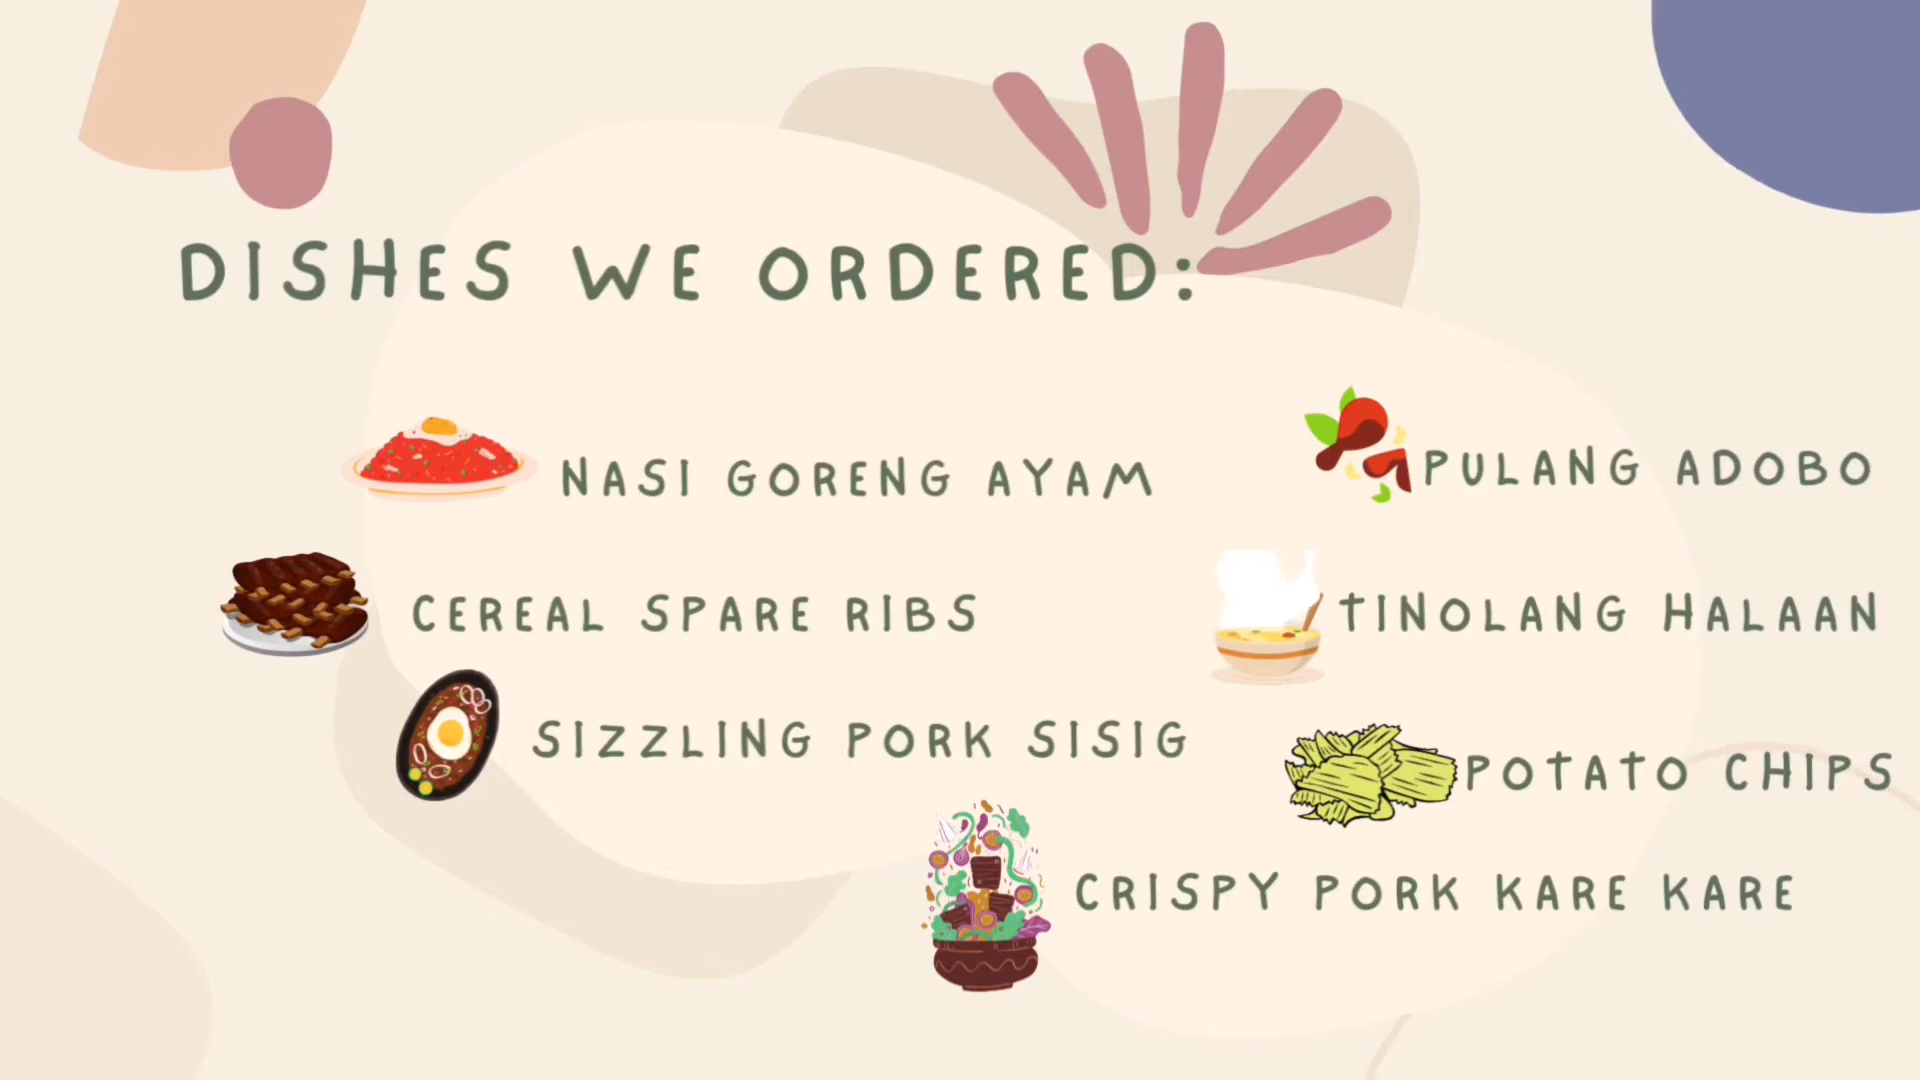 DISHES WE ORDERED:
NASI GORENG AYAM
CEREAL SPARE RIBS
SIZZLING PORK SISIG
PULANG ADOBO
TINOLANG HALAAN
POTATO CHIPS
CRISPY PORK KARE KARE